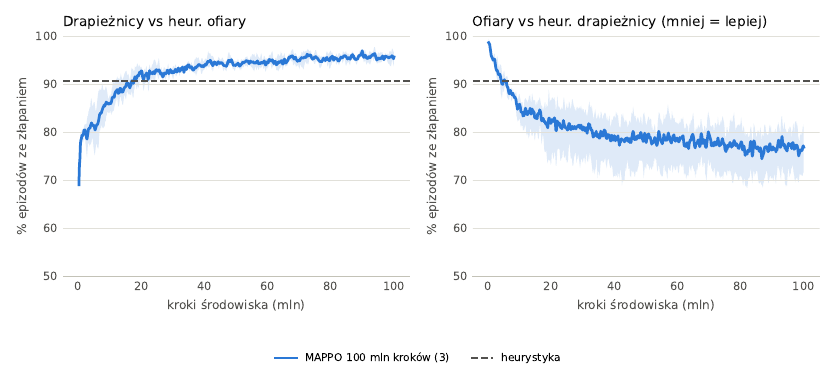 Drapieżnicy vs heur. ofiary
100
90
80
70
60
50
% epizodów ze złapaniem
0 20 40 60 80 100
kroki środowiska (mln)
Ofiary vs heur. drapieżnicy (mniej = lepiej)
100
90
80
70
60
50
% epizodów ze złapaniem
0 20 40 60 80 100
kroki środowiska (mln)
MAPPO 100 mln kroków (3) heurystyka